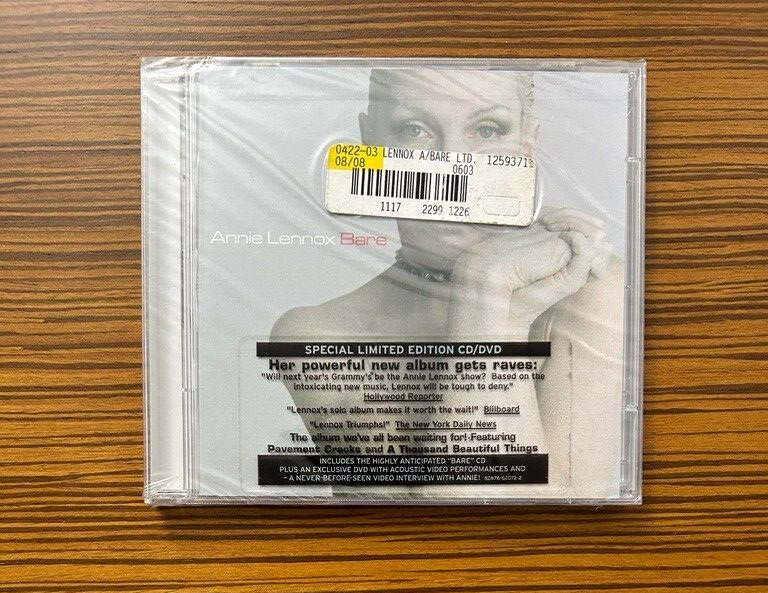 0422-03 LENNOX A/BARE LTD. 1259371
08/08 0603
1117 2299 1226
Annie Lennox Bare
SPECIAL LIMITED EDITION CD/DVD
Her powerful new album gets raves:
"Will next year's Grammy's be the Annie Lennox show? Based on the
intoxicating new music, Lennox will be tough to deny."
Hollywood Reporter
"Lennox's solo album makes it worth the wait!" Billboard
"Lennox Triumphs!" The New York Daily News
The album we've all been waiting for! Featuring
Pavement Cracks and A Thousand Beautiful Things
INCLUDES THE HIGHLY ANTICIPATED "BARE" CD
PLUS AN EXCLUSIVE DVD WITH ACOUSTIC VIDEO PERFORMANCES AND
- A NEVER-BEFORE-SEEN VIDEO INTERVIEW WITH ANNIE! 82876-52072-2